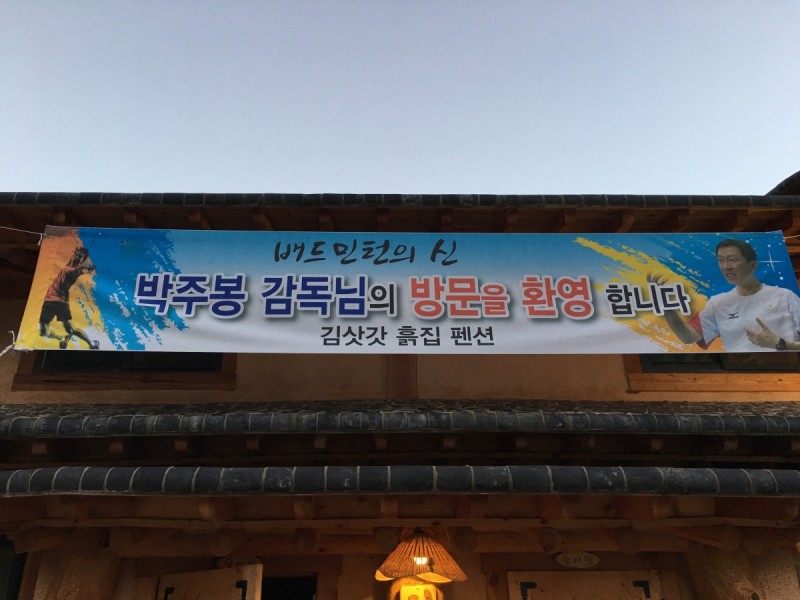 배드민턴의 신
박주봉 감독님의 방문을 환영 합니다
김삿갓 흙집 펜션